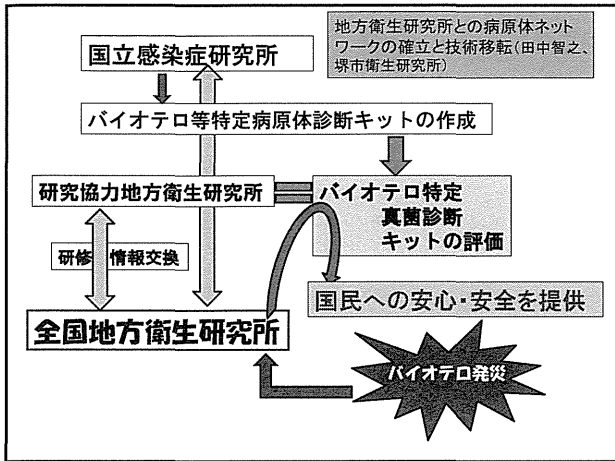 地方衛生研究所との病原体ネット
ワークの確立と技術移転(田中智之、
堺市衛生研究所)
国立感染症研究所
バイオテロ等特定病原体診断キットの作成
研究協力地方衛生研究所
バイオテロ特定
真菌診断
キットの評価
研修 情報交換
国民への安心・安全を提供
全国地方衛生研究所
バイオテロ発災